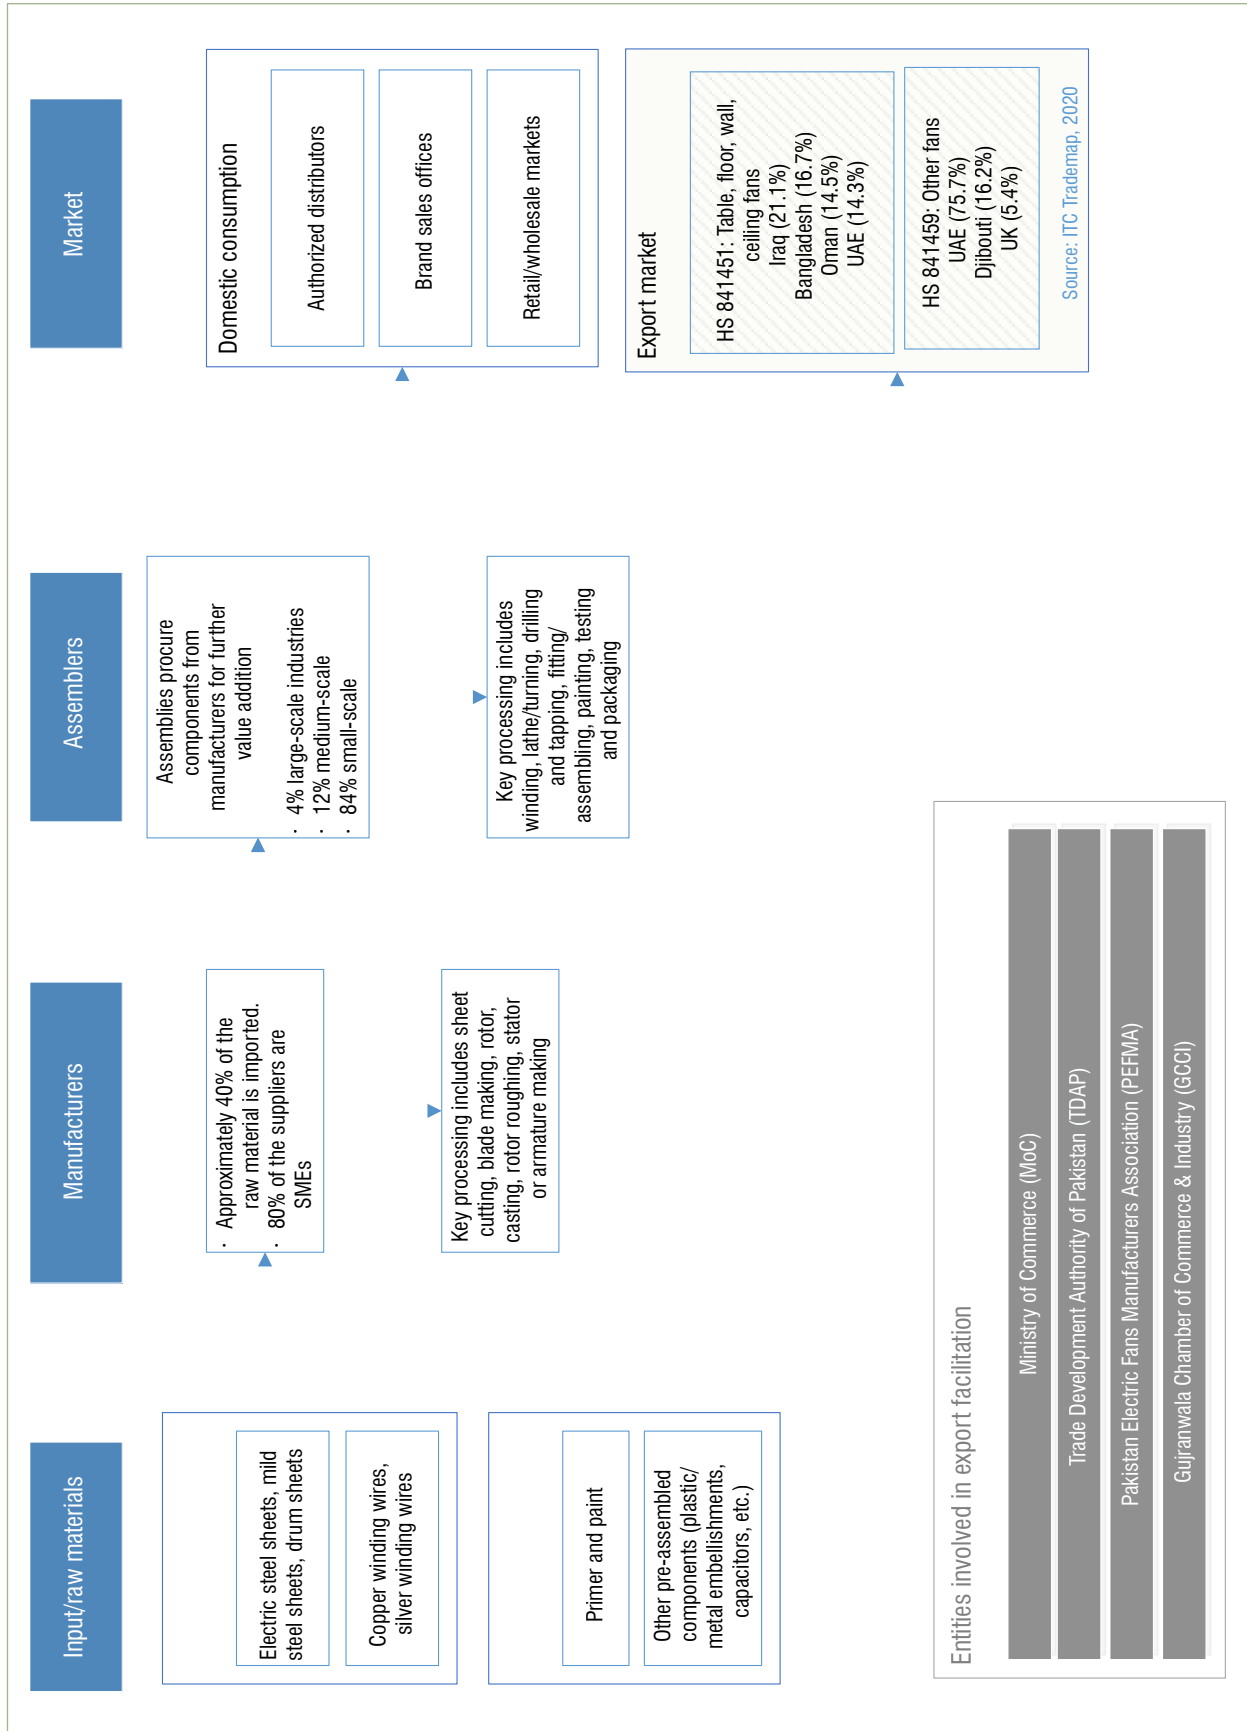 Input/raw materials
Electric steel sheets, mild
steel sheets, drum sheets
Copper winding wires,
silver winding wires
Primer and paint
Other pre-assembled
components (plastic/
metal embellishments,
capacitors, etc.)
Manufacturers
· Approximately 40% of the
raw material is imported.
· 80% of the suppliers are
SMEs
Key processing includes sheet
cutting, blade making, rotor,
casting, rotor roughing, stator
or armature making
Assemblers
Assemblies procure
components from
manufacturers for further
value addition
· 4% large-scale industries
· 12% medium-scale
· 84% small-scale
Key processing includes
winding, lathe/turning, drilling
and tapping, fitting/
assembling, painting, testing
and packaging
Market
Domestic consumption
Authorized distributors
Brand sales offices
Retail/wholesale markets
Export market
HS 841451: Table, floor, wall,
ceiling fans
Iraq (21.1%)
Bangladesh (16.7%)
Oman (14.5%)
UAE (14.3%)
HS 841459: Other fans
UAE (75.7%)
Djibouti (16.2%)
UK (5.4%)
Source: ITC Trademap, 2020
Entities involved in export facilitation
Ministry of Commerce (MoC)
Trade Development Authority of Pakistan (TDAP)
Pakistan Electric Fans Manufacturers Association (PEFMA)
Gujranwala Chamber of Commerce & Industry (GCCI)